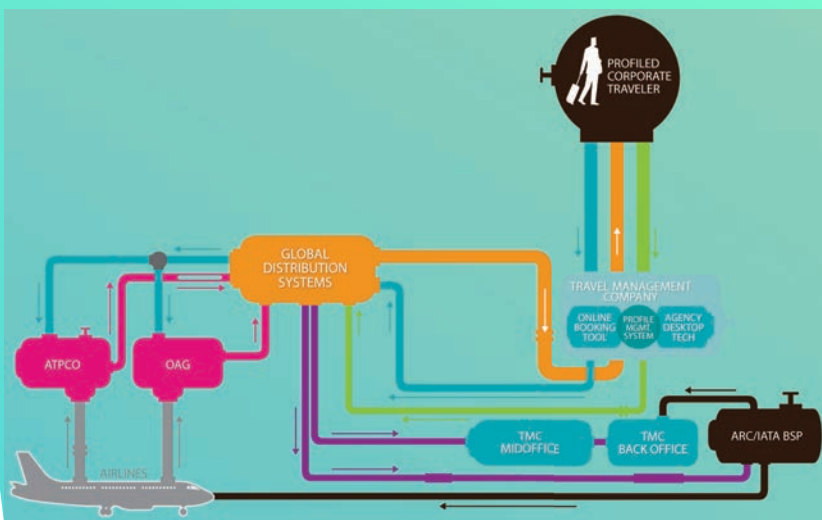 PROFILED
CORPORATE
TRAVELER
GLOBAL
DISTRIBUTION
SYSTEMS
TRAVEL MANAGEMENT
COMPANY
ONLINE
BOOKING
TOOL
PROFILE
MGMT.
SYSTEM
AGENCY
DESKTOP
TECH
ATPCO
OAG
TMC
MIDOFFICE
TMC
BACK OFFICE
ARC/IATA BSP
AIRLINES